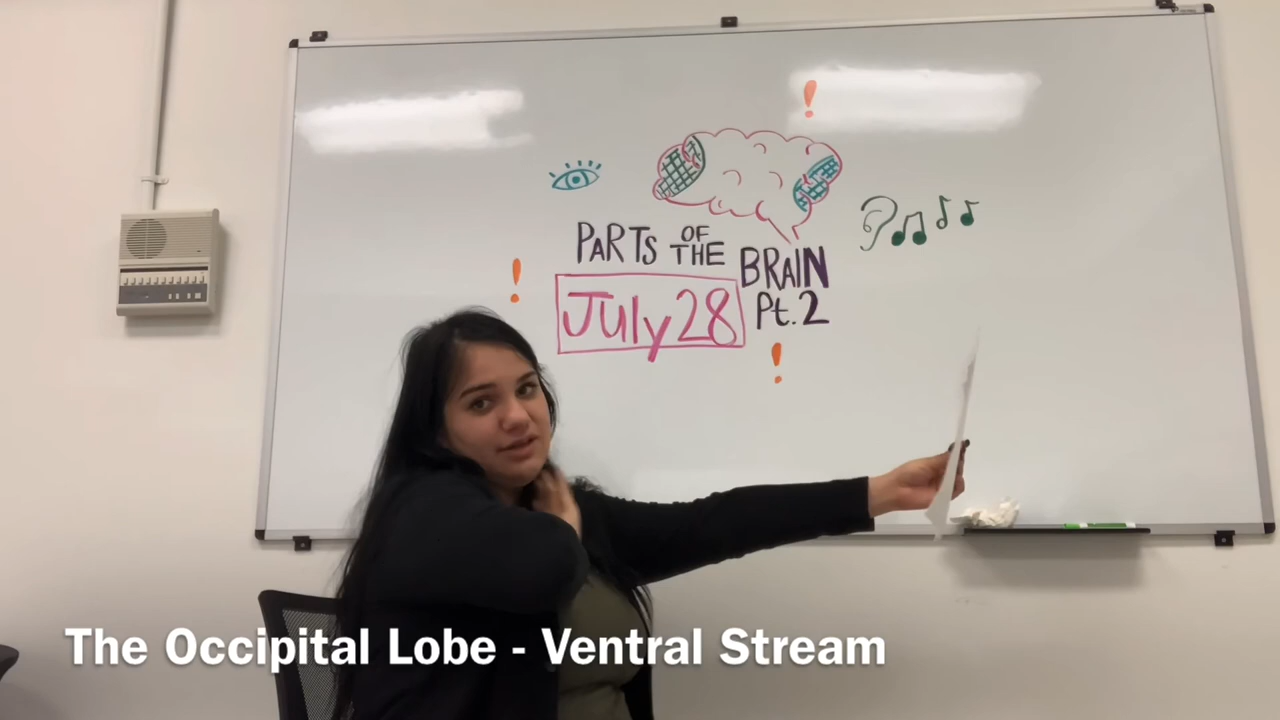 PARTS OF THE BRAIN Pt. 2
July 28
The Occipital Lobe - Ventral Stream